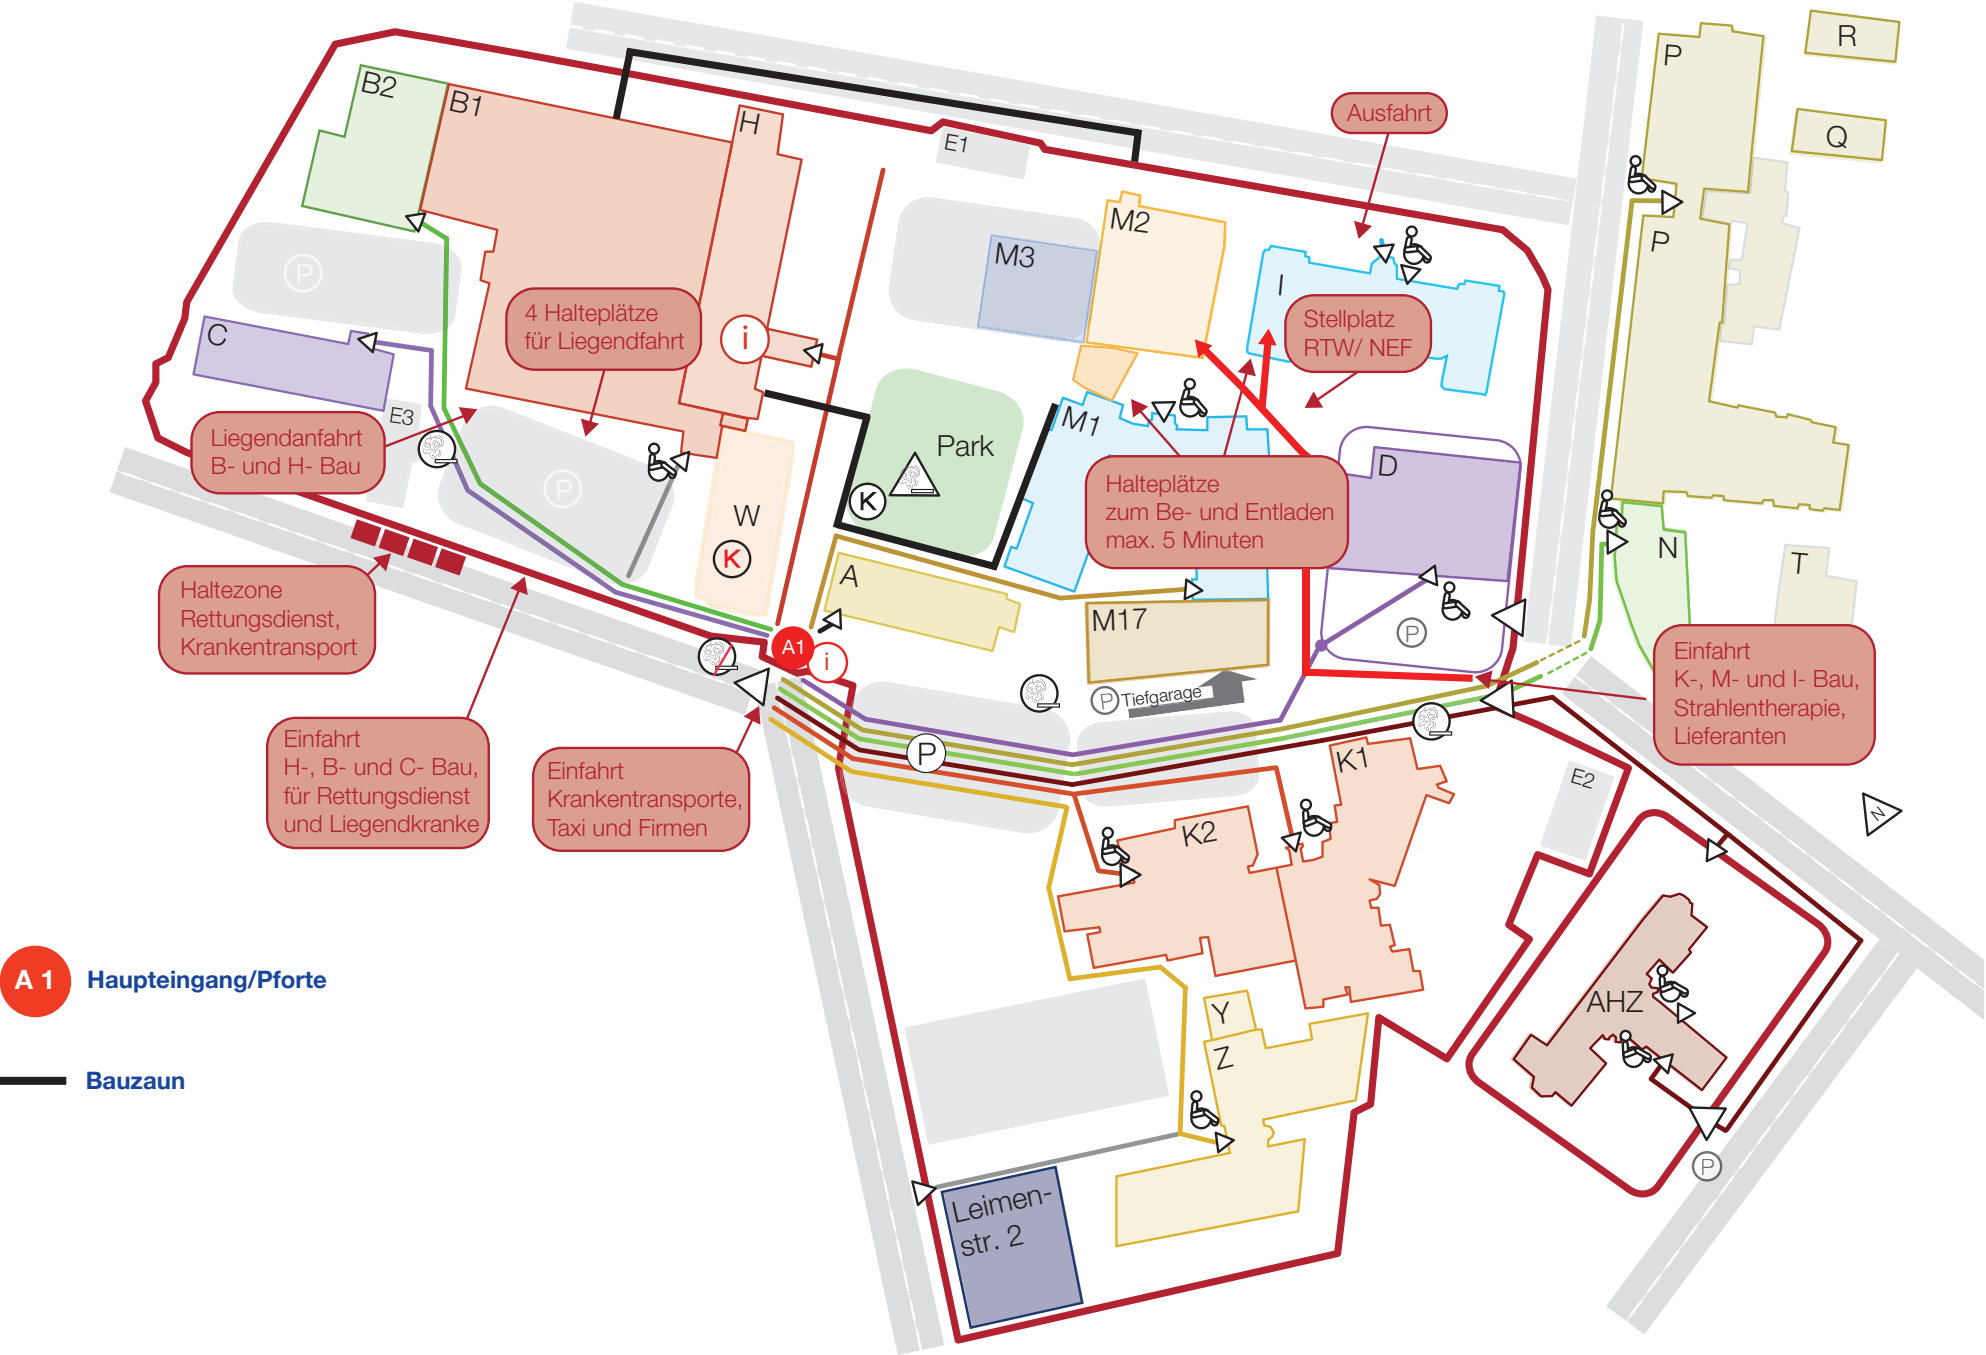 R
P
B2
B1
H
Ausfahrt
Q
E1
M2
M3
P
P
I
4 Halteplätze
für Liegendfahrt
Stellplatz
RTW/ NEF
C
i
E3
M1
Park
Liegendanfahrt
B- und H- Bau
D
P
K
Halteplätze
zum Be- und Entladen
max. 5 Minuten
W
K
N
T
A
Haltezone
Rettungsdienst,
Krankentransport
M17
P
A1
i
Einfahrt
K-, M- und I- Bau,
Strahlentherapie,
Lieferanten
P Tiefgarage
Einfahrt
H-, B- und C- Bau,
für Rettungsdienst
und Liegendkranke
Einfahrt
Krankentransporte,
Taxi und Firmen
P
K1
E2
K2
N
A 1 Haupteingang/Pforte
AHZ
Y
Z
Bauzaun
P
Leimen-
str. 2